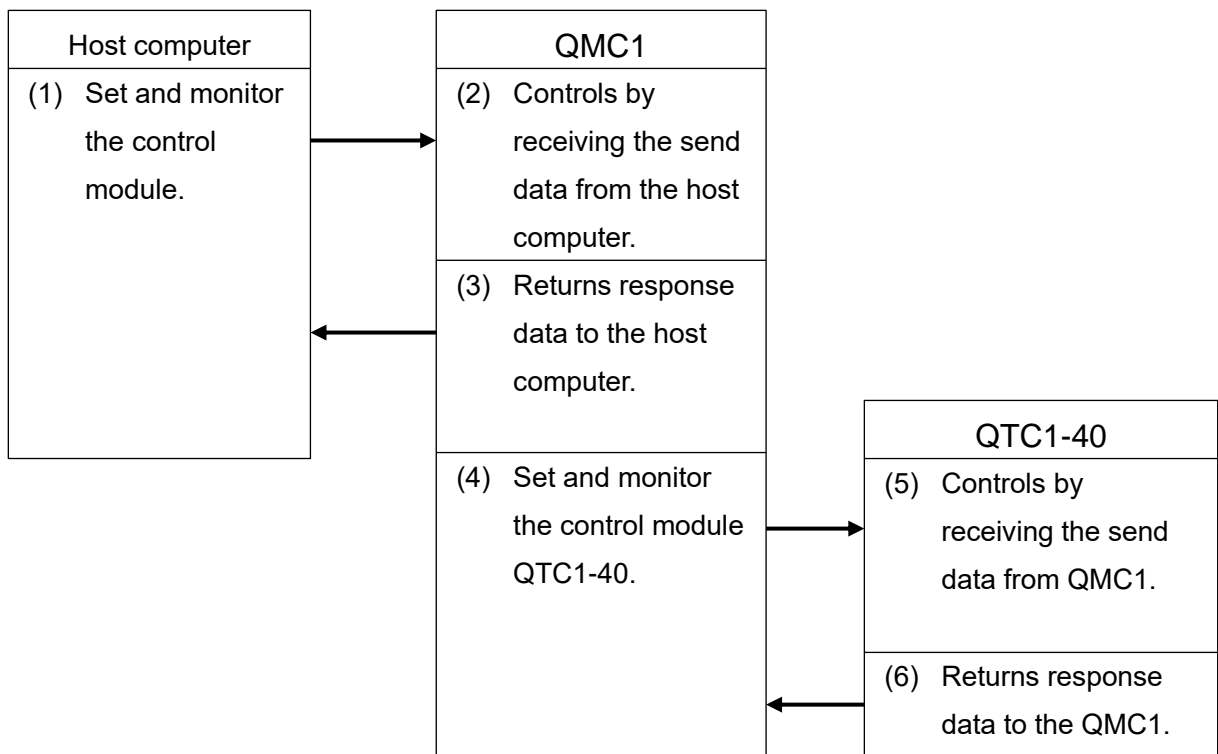 Host computer
(1) Set and monitor
the control
module.
QMC1
(2) Controls by
receiving the send
data from the host
computer.
(3) Returns response
data to the host
computer.
(4) Set and monitor
the control module
QTC1-40.
QTC1-40
(5) Controls by
receiving the send
data from QMC1.
(6) Returns response
data to the QMC1.